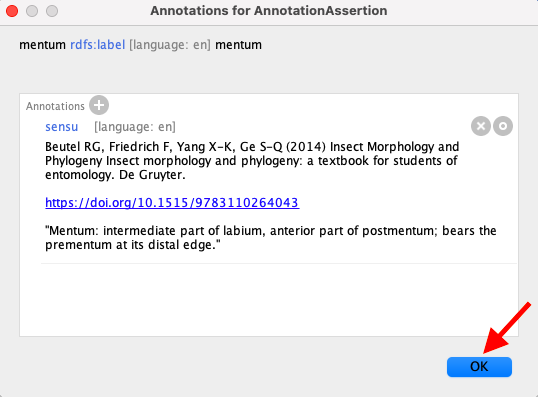 Annotations for AnnotationAssertion
mentum rdfs:label [language: en] mentum
Annotations
sensu [language: en]
Beutel RG, Friedrich F, Yang X-K, Ge S-Q (2014) Insect Morphology and
Phylogeny Insect morphology and phylogeny: a textbook for students of
entomology. De Gruyter.
https://doi.org/10.1515/9783110264043
"Mentum: intermediate part of labium, anterior part of postmentum; bears the
prementum at its distal edge."
OK